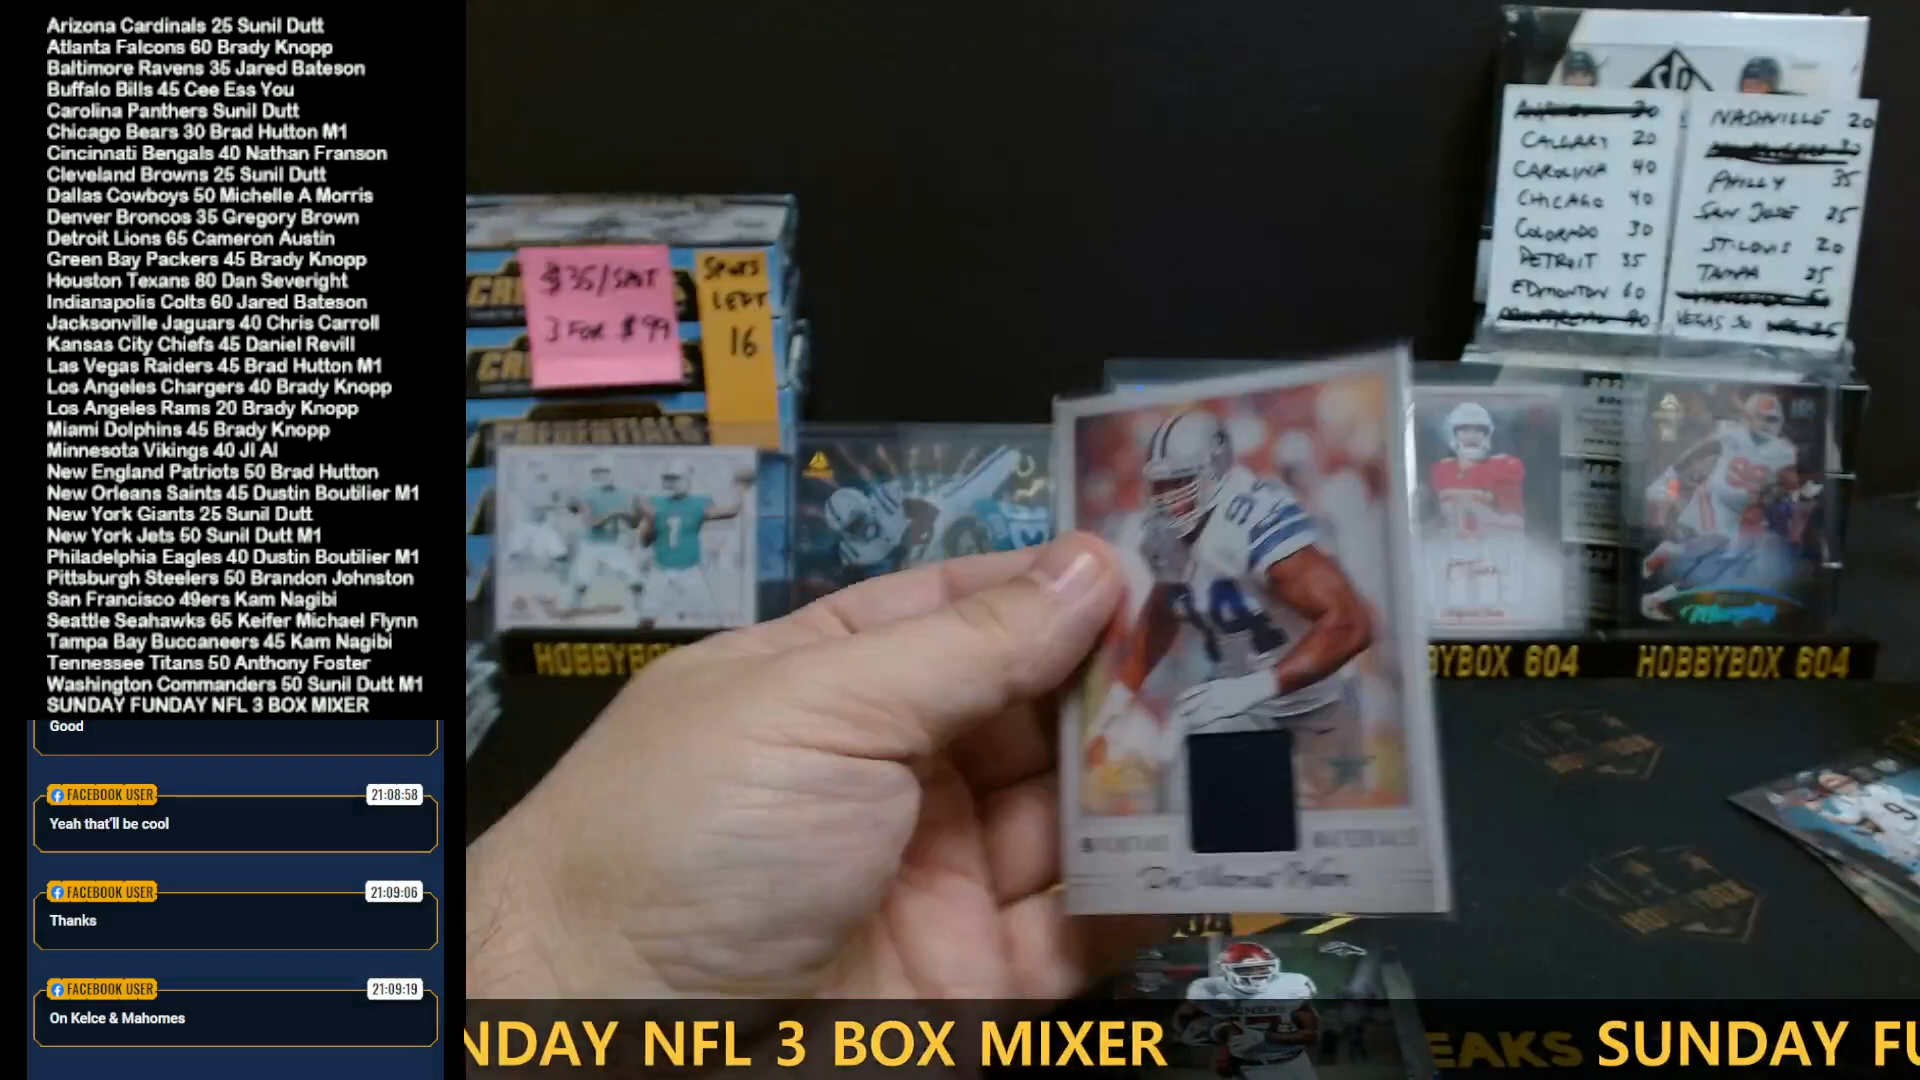 Arizona Cardinals 25 Sunil Dutt
Atlanta Falcons 60 Brady Knopp
Baltimore Ravens 35 Jared Bateson
Buffalo Bills 45 Cee Ess You
Carolina Panthers Sunil Dutt
Chicago Bears 30 Brad Hutton M1
Cincinnati Bengals 40 Nathan Franson
Cleveland Browns 25 Sunil Dutt
Dallas Cowboys 50 Michelle A Morris
Denver Broncos 35 Gregory Brown
Detroit Lions 65 Cameron Austin
Green Bay Packers 45 Brady Knopp
Houston Texans 80 Dan Severight
Indianapolis Colts 60 Jared Bateson
Jacksonville Jaguars 40 Chris Carroll
Kansas City Chiefs 45 Daniel Revill
Las Vegas Raiders 45 Brad Hutton M1
Los Angeles Chargers 40 Brady Knopp
Los Angeles Rams 20 Brady Knopp
Miami Dolphins 45 Brady Knopp
Minnesota Vikings 40 JI AI
New England Patriots 50 Brad Hutton
New Orleans Saints 45 Dustin Boutilier M1
New York Giants 25 Sunil Dutt
New York Jets 50 Sunil Dutt M1
Philadelphia Eagles 40 Dustin Boutilier M1
Pittsburgh Steelers 50 Brandon Johnston
San Francisco 49ers Kam Nagibi
Seattle Seahawks 65 Keifer Michael Flynn
Tampa Bay Buccaneers 45 Kam Nagibi
Tennessee Titans 50 Anthony Foster
Washington Commanders 50 Sunil Dutt M1
SUNDAY FUNDAY NFL 3 BOX MIXER
Good
FACEBOOK USER 21:08:58
Yeah that'll be cool
FACEBOOK USER 21:09:06
Thanks
FACEBOOK USER 21:09:19
On Kelce & Mahomes
$35/SPOT
3 FOR $99
SPOTS
LEFT
16
CREDENTIALS
CALGARY 20
CAROLINA 40
CHICAGO 40
COLORADO 30
DETROIT 35
EDMONTON 60
NASHVILLE 20
PHILLY 35
SAN JOSE 25
ST. LOUIS 20
TAMPA 25
VEGAS 30
94
HOBBYB
BYBOX 604
HOBBYBOX 604
NDAY NFL 3 BOX MIXER
EAKS
SUNDAY FU